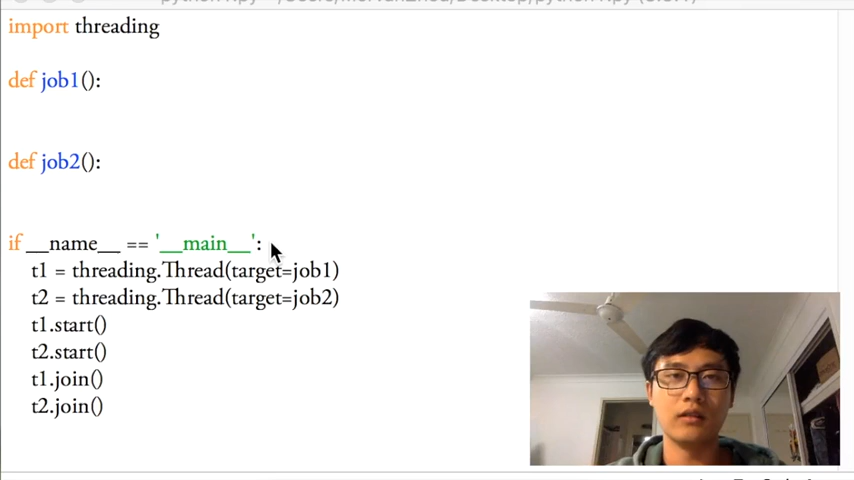 import threading
def job1():
def job2():
if __name__ == '__main__':
t1 = threading.Thread(target=job1)
t2 = threading.Thread(target=job2)
t1.start()
t2.start()
t1.join()
t2.join()